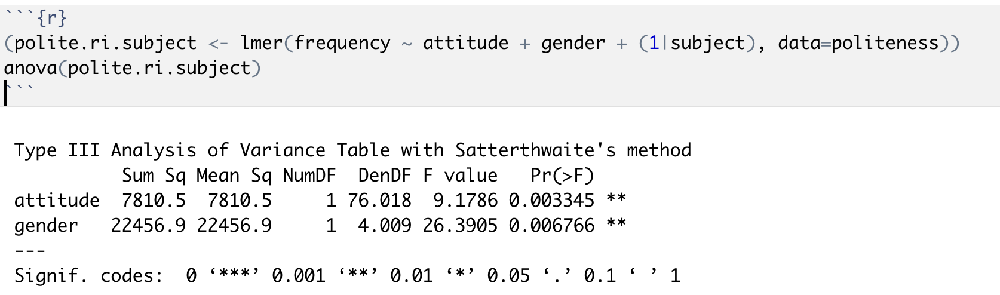 ```{r}
(polite.ri.subject <- lmer(frequency ~ attitude + gender + (1|subject), data=politeness))
anova(polite.ri.subject)
```
Type III Analysis of Variance Table with Satterthwaite's method
          Sum Sq Mean Sq NumDF  DenDF F value   Pr(>F)
attitude  7810.5  7810.5     1 76.018  9.1786 0.003345 **
gender   22456.9 22456.9     1  4.009 26.3905 0.006766 **
---
Signif. codes:  0 ‘***’ 0.001 ‘**’ 0.01 ‘*’ 0.05 ‘.’ 0.1 ‘ ’ 1